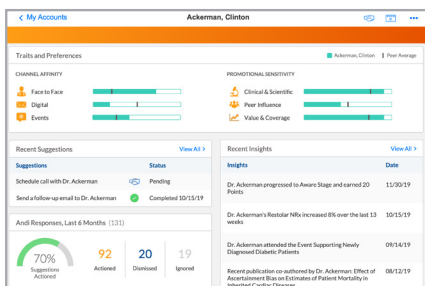 My Accounts
Ackerman, Clinton
Traits and Preferences
Ackerman, Clinton
Peer Average
CHANNEL AFFINITY
PROMOTIONAL SENSITIVITY
Face to Face
Clinical & Scientific
Digital
Peer Influence
Events
Value & Coverage
Recent Suggestions
View All >
Suggestions
Status
Schedule call with Dr. Ackerman
Pending
Send a follow-up email to Dr. Ackerman
Completed 10/15/19
Andi Responses, Last 6 Months (131)
70%
Suggestions
Actioned
92
Actioned
20
Dismissed
19
Ignored
Recent Insights
View All >
Insights
Date
Dr. Ackerman progressed to Aware Stage and earned 20
Points
11/30/19
Dr. Ackerman's Restolar NRx increased 8% over the last 13
weeks
10/15/19
Dr. Ackerman attended the Event Supporting Newly
Diagnosed Diabetic Patients
09/14/19
Recent publication co-authored by Dr. Ackerman: Effect of
Ascertainment Bias on Estimates of Patient Mortality in
Inherited Cardiac Diseases
08/12/19